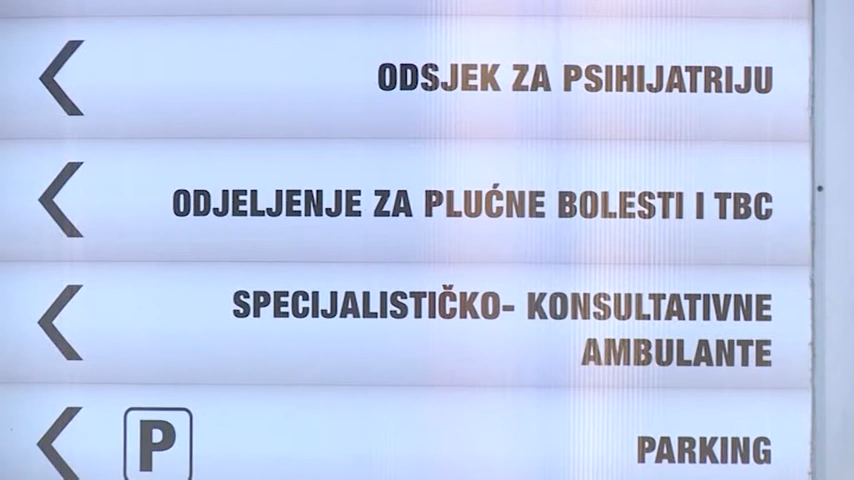 ODSJEK ZA PSIHIJATRIJU
ODJELJENJE ZA PLUĆNE BOLESTI I TBC
SPECIJALISTIČKO- KONSULTATIVNE
AMBULANTE
P PARKING